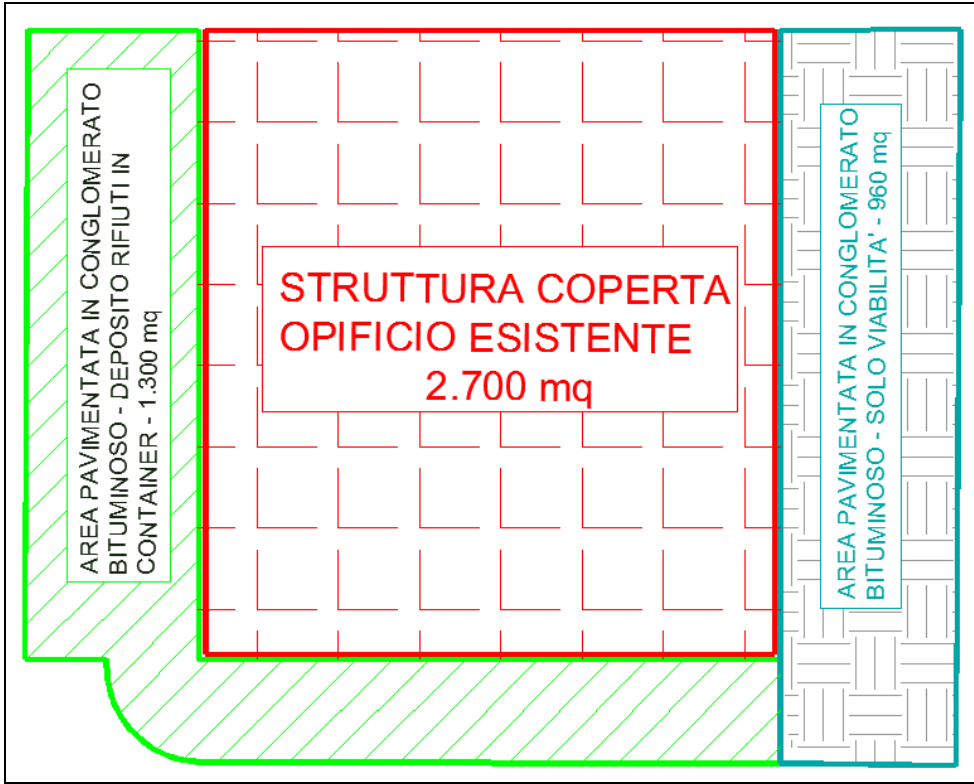 AREA PAVIMENTATA IN CONGLOMERATO
BITUMINOSO - DEPOSITO RIFIUTI IN
CONTAINER - 1.300 mq
STRUTTURA COPERTA
OPIFICIO ESISTENTE
2.700 mq
AREA PAVIMENTATA IN CONGLOMERATO
BITUMINOSO - SOLO VIABILITA' - 960 mq